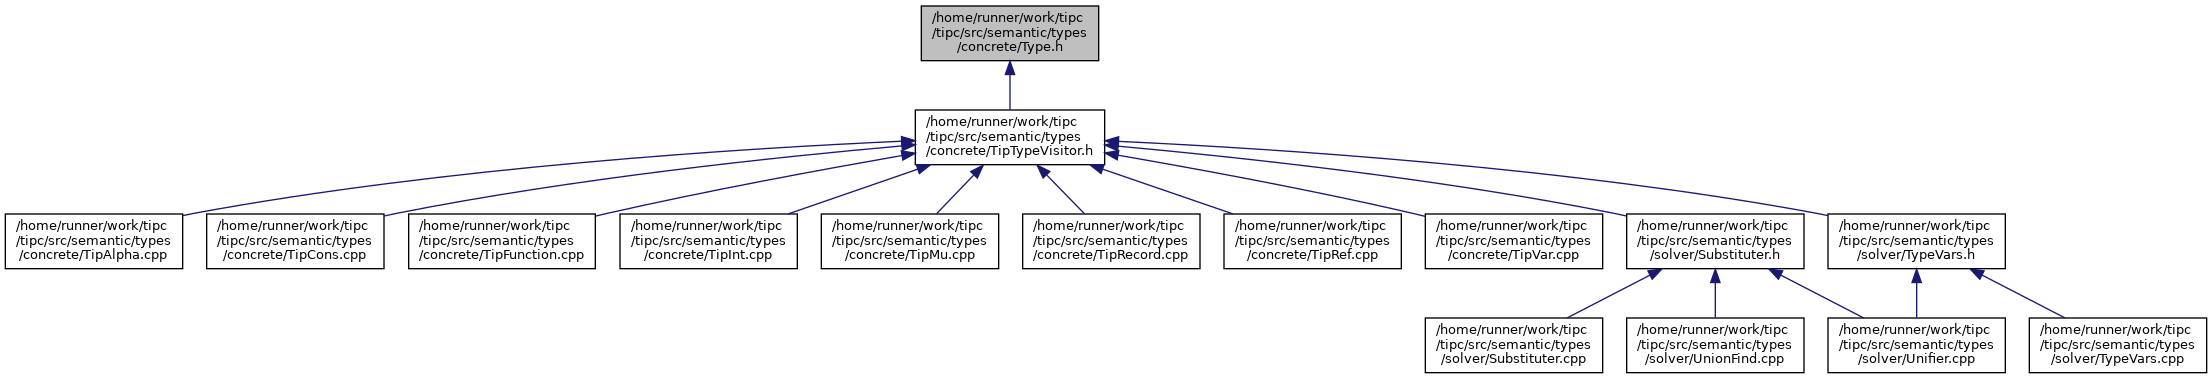 /home/runner/work/tipc
/tipc/src/semantic/types
/concrete/Type.h
/home/runner/work/tipc
/tipc/src/semantic/types
/concrete/TipTypeVisitor.h
/home/runner/work/tipc
/tipc/src/semantic/types
/concrete/TipAlpha.cpp
/home/runner/work/tipc
/tipc/src/semantic/types
/concrete/TipCons.cpp
/home/runner/work/tipc
/tipc/src/semantic/types
/concrete/TipFunction.cpp
/home/runner/work/tipc
/tipc/src/semantic/types
/concrete/TipInt.cpp
/home/runner/work/tipc
/tipc/src/semantic/types
/concrete/TipMu.cpp
/home/runner/work/tipc
/tipc/src/semantic/types
/concrete/TipRecord.cpp
/home/runner/work/tipc
/tipc/src/semantic/types
/concrete/TipRef.cpp
/home/runner/work/tipc
/tipc/src/semantic/types
/concrete/TipVar.cpp
/home/runner/work/tipc
/tipc/src/semantic/types
/solver/Substituter.h
/home/runner/work/tipc
/tipc/src/semantic/types
/solver/TypeVars.h
/home/runner/work/tipc
/tipc/src/semantic/types
/solver/Substituter.cpp
/home/runner/work/tipc
/tipc/src/semantic/types
/solver/UnionFind.cpp
/home/runner/work/tipc
/tipc/src/semantic/types
/solver/Unifier.cpp
/home/runner/work/tipc
/tipc/src/semantic/types
/solver/TypeVars.cpp